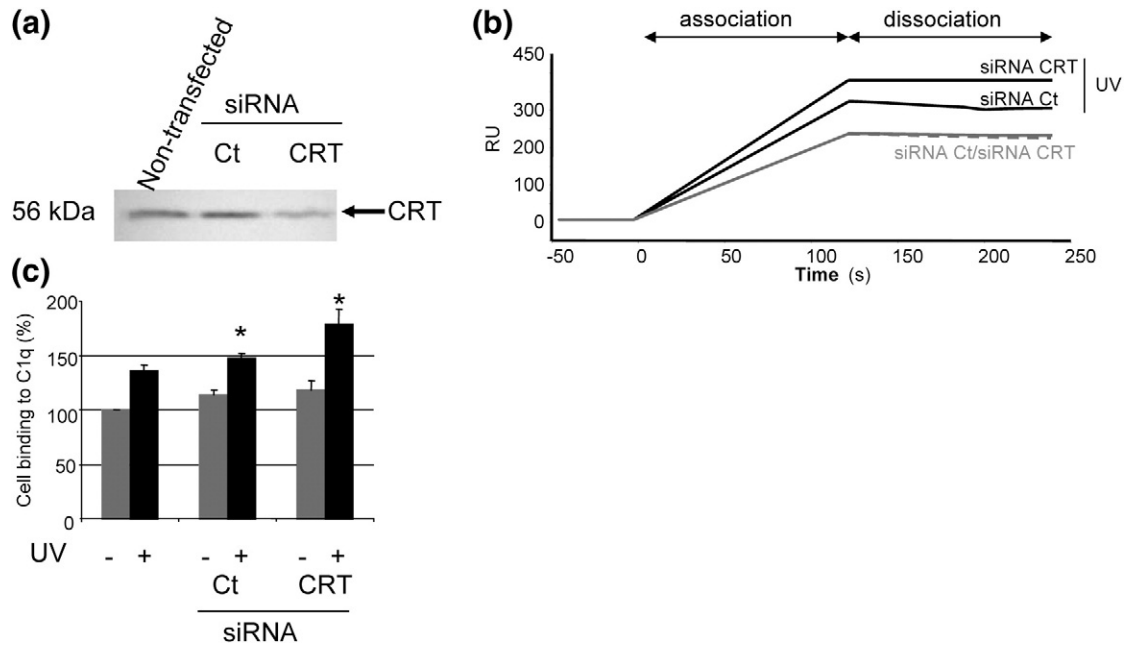 (a)
Non-transfected
siRNA
Ct CRT
56 kDa
CRT
(b)
association dissociation
450
300
200
100
0
RU
siRNA CRT
siRNA Ct
UV
siRNA Ct/siRNA CRT
-50 0 50 100 150 200 250
Time (s)
(c)
200
150
100
50
0
Cell binding to C1q (%)
* *
UV - + - + - +
Ct CRT
siRNA